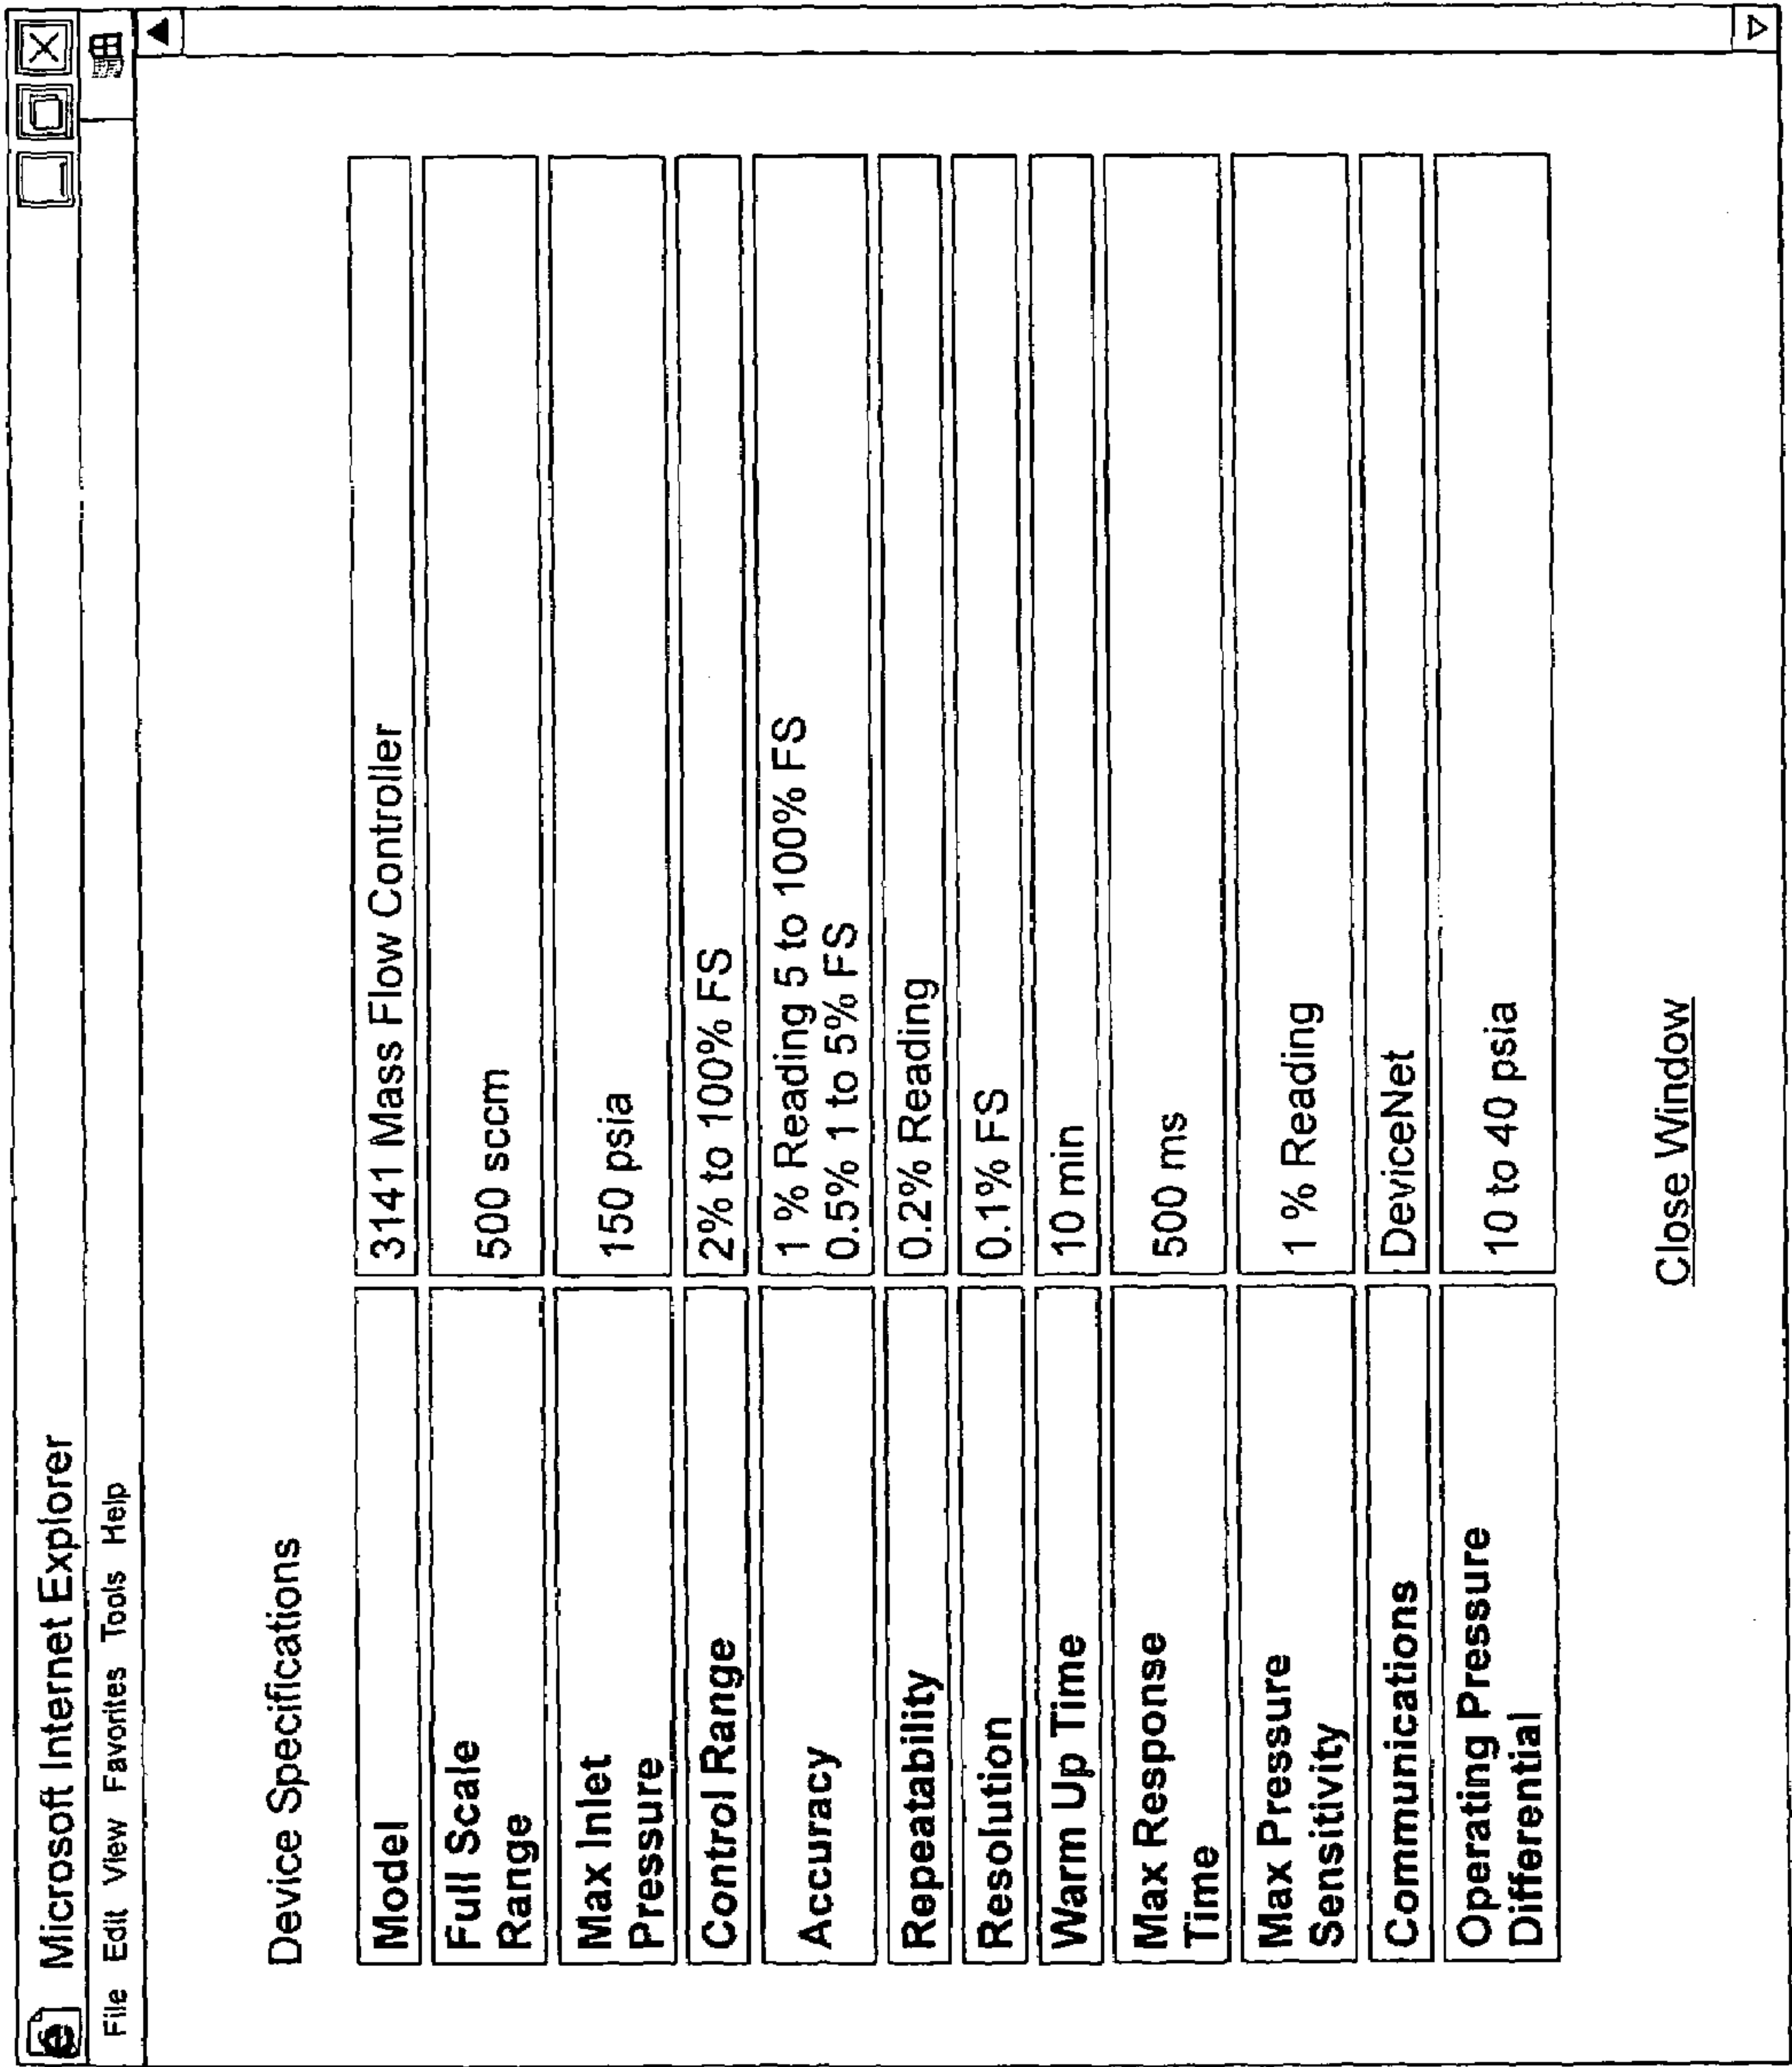 Microsoft Internet Explorer
File Edit View Favorites Tools Help
Device Specifications
Model 3141 Mass Flow Controller
Full Scale
Range
500 sccm
Max Inlet
Pressure
150 psia
Control Range 2% to 100% FS
Accuracy
1 % Reading 5 to 100% FS
0.5% 1 to 5% FS
Repeatability 0.2% Reading
Resolution 0.1% FS
Warm Up Time 10 min
Max Response
Time
500 ms
Max Pressure
Sensitivity
1 % Reading
Communications DeviceNet
Operating Pressure
Differential
10 to 40 psia
Close Window